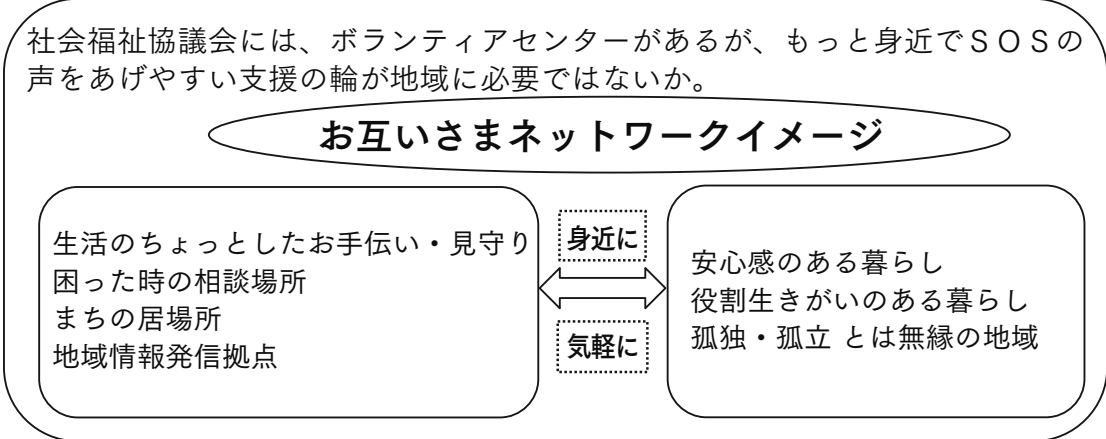 社会福祉協議会には、ボランティアセンターがあるが、もっと身近でＳＯＳの
声をあげやすい支援の輪が地域に必要ではないか。
お互いさまネットワークイメージ
生活のちょっとしたお手伝い・見守り
困った時の相談場所
まちの居場所
地域情報発信拠点
身近に
気軽に
安心感のある暮らし
役割生きがいのある暮らし
孤独・孤立 とは無縁の地域